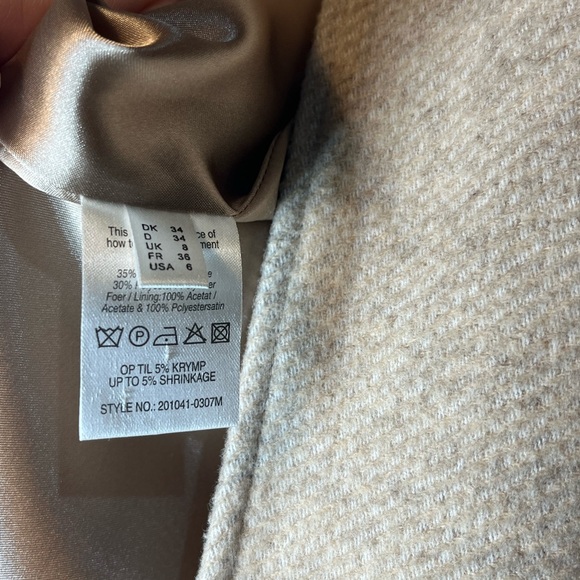 DK 34
D 34
UK 8
FR 36
USA 6
This ce of
how t ment
35% e
30% er
Foer / Lining:100% Acetat /
Acetate & 100% Polyestersatin
P
OP TIL 5% KRYMP
UP TO 5% SHRINKAGE
STYLE NO.: 201041-0307M